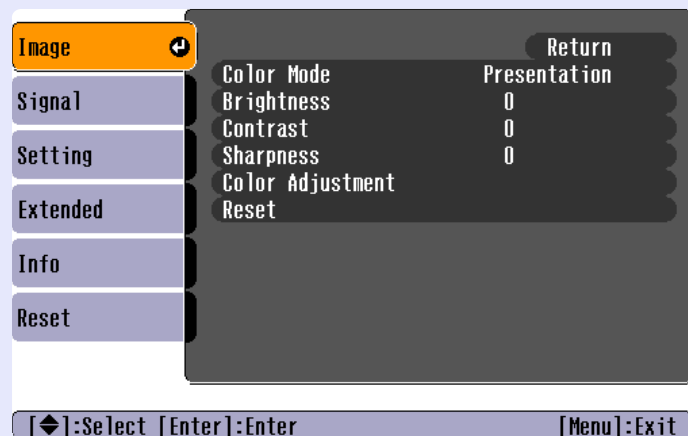 Image
Signal
Setting
Extended
Info
Reset
Return
Color Mode Presentation
Brightness 0
Contrast 0
Sharpness 0
Color Adjustment
Reset
[◆]:Select [Enter]:Enter [Menu]:Exit